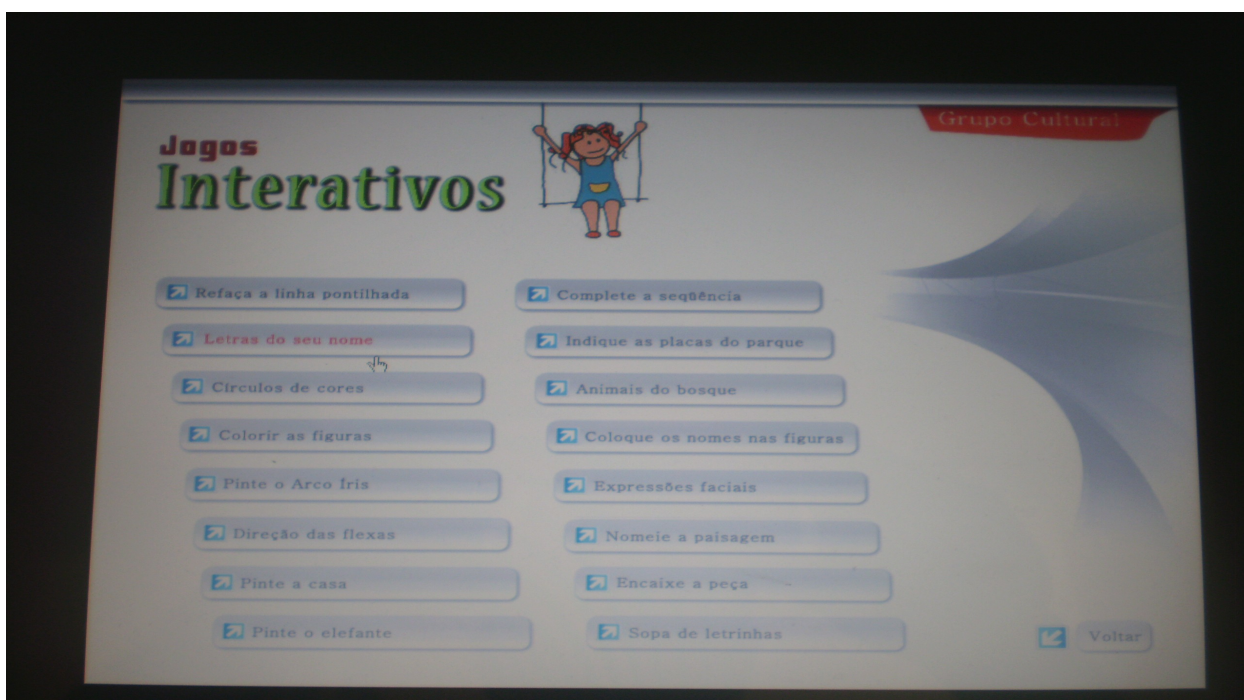 Grupo Cultural
Jogos
Interativos
Refaça a linha pontilhada
Letras do seu nome
Círculos de cores
Colorir as figuras
Pinte o Arco Íris
Direção das flexas
Pinte a casa
Pinte o elefante
Complete a seqüência
Indique as placas do parque
Animais do bosque
Coloque os nomes nas figuras
Expressões faciais
Nomeie a paisagem
Encaixe a peça
Sopa de letrinhas
Voltar